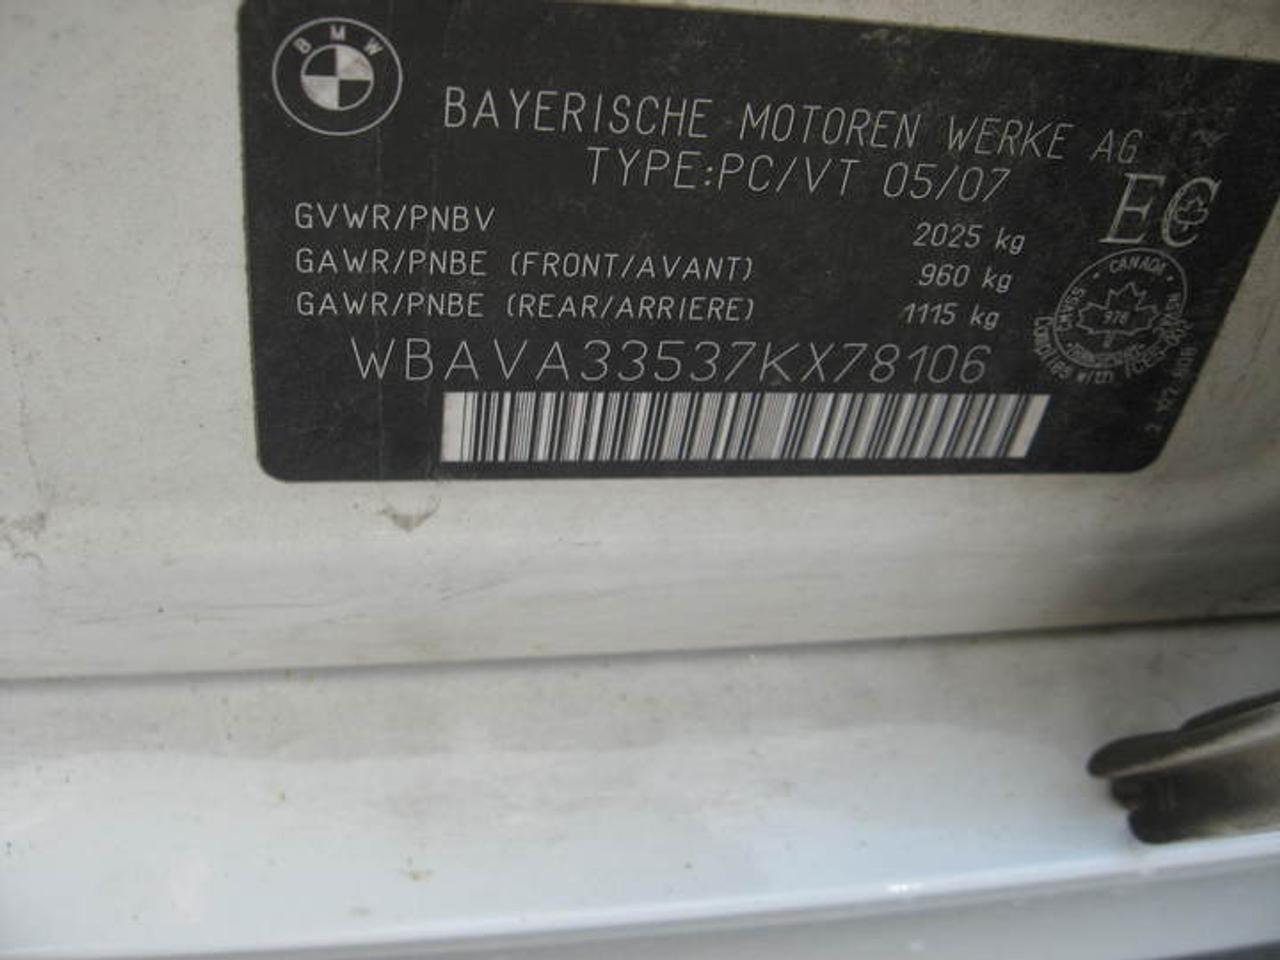 BMW
BAYERISCHE MOTOREN WERKE AG
TYPE:PC/VT 05/07
GVWR/PNBV 2025 kg
GAWR/PNBE (FRONT/AVANT) 960 kg
GAWR/PNBE (REAR/ARRIERE) 1115 kg
EC
CANADA
978
WBAVA33537KX78106